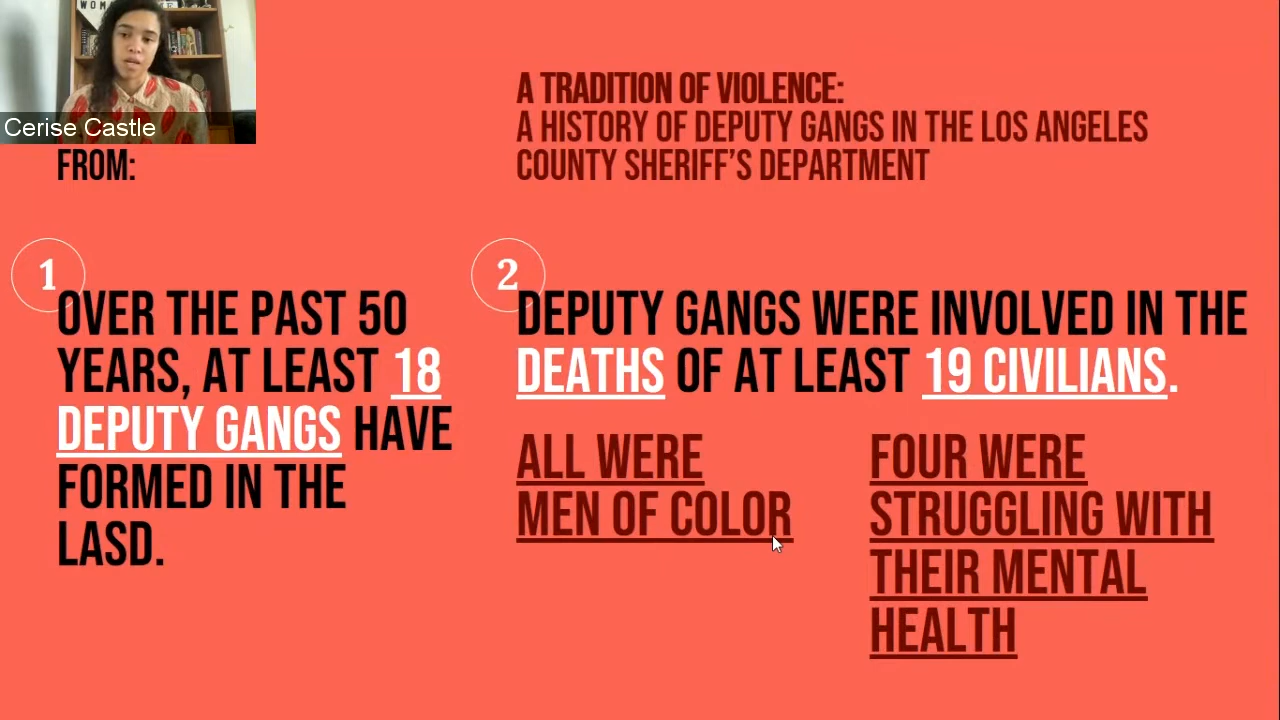 WOM
Cerise Castle
FROM:
A TRADITION OF VIOLENCE:
A HISTORY OF DEPUTY GANGS IN THE LOS ANGELES
COUNTY SHERIFF’S DEPARTMENT
1
OVER THE PAST 50
YEARS, AT LEAST 18
DEPUTY GANGS HAVE
FORMED IN THE
LASD.
2
DEPUTY GANGS WERE INVOLVED IN THE
DEATHS OF AT LEAST 19 CIVILIANS.
ALL WERE
MEN OF COLOR
FOUR WERE
STRUGGLING WITH
THEIR MENTAL
HEALTH